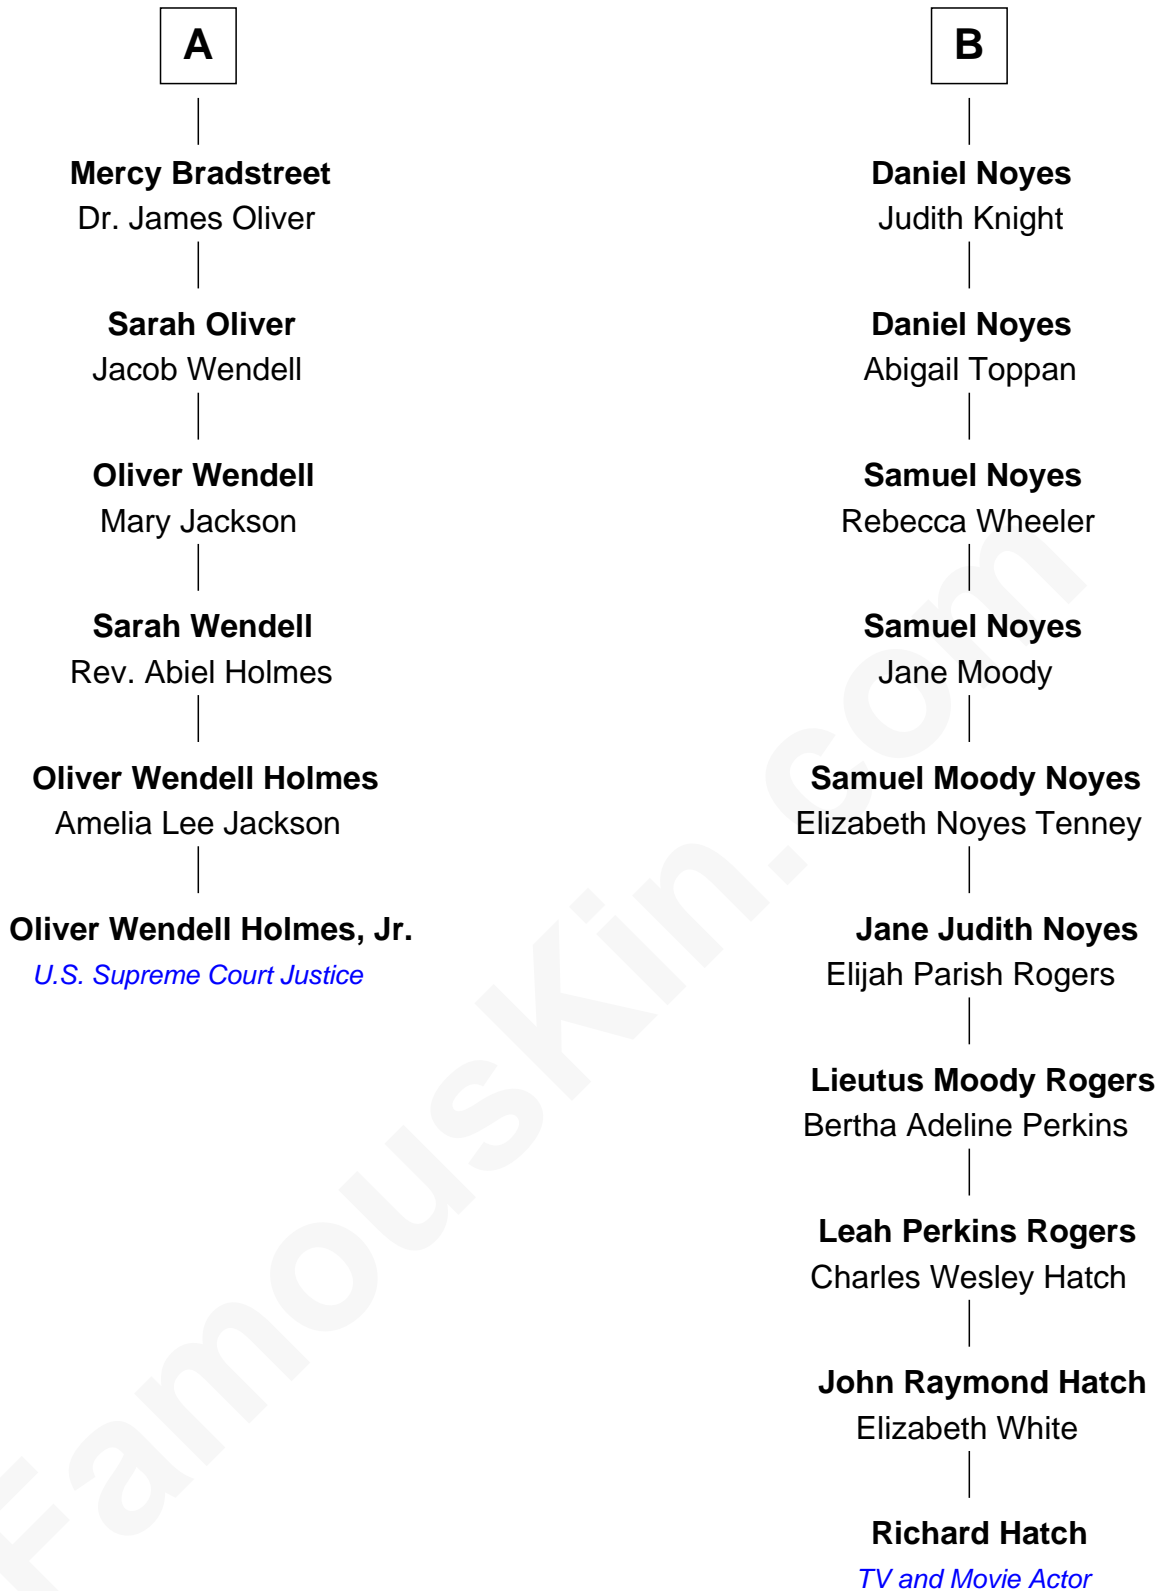 A
Mercy Bradstreet
Dr. James Oliver
Sarah Oliver
Jacob Wendell
Oliver Wendell
Mary Jackson
Sarah Wendell
Rev. Abiel Holmes
Oliver Wendell Holmes
Amelia Lee Jackson
Oliver Wendell Holmes, Jr.
U.S. Supreme Court Justice
B
Daniel Noyes
Judith Knight
Daniel Noyes
Abigail Toppan
Samuel Noyes
Rebecca Wheeler
Samuel Noyes
Jane Moody
Samuel Moody Noyes
Elizabeth Noyes Tenney
Jane Judith Noyes
Elijah Parish Rogers
Lieutus Moody Rogers
Bertha Adeline Perkins
Leah Perkins Rogers
Charles Wesley Hatch
John Raymond Hatch
Elizabeth White
Richard Hatch
TV and Movie Actor
FamousKin.com